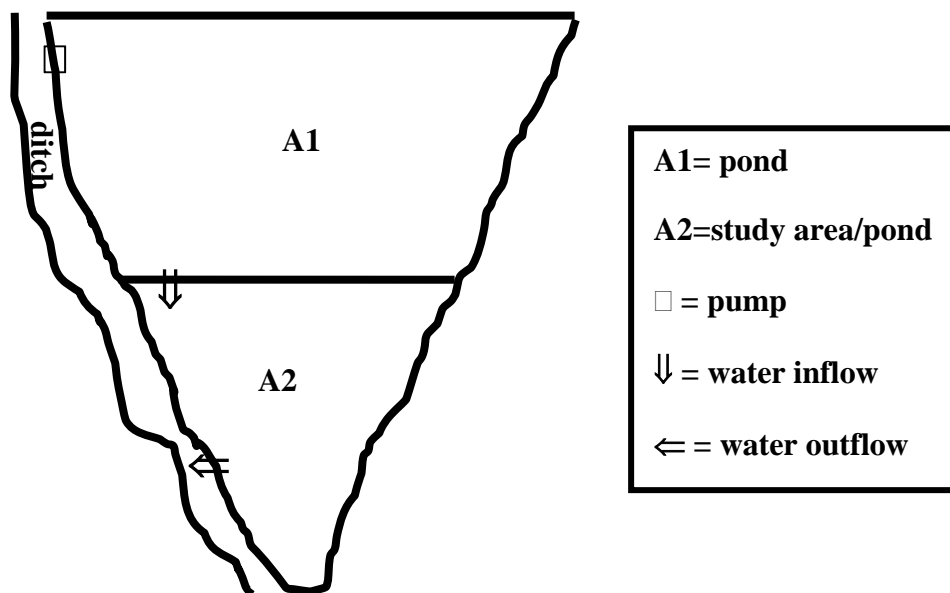 ditch
A1
A2
A1= pond
A2=study area/pond
□ = pump
⇓ = water inflow
⇐ = water outflow